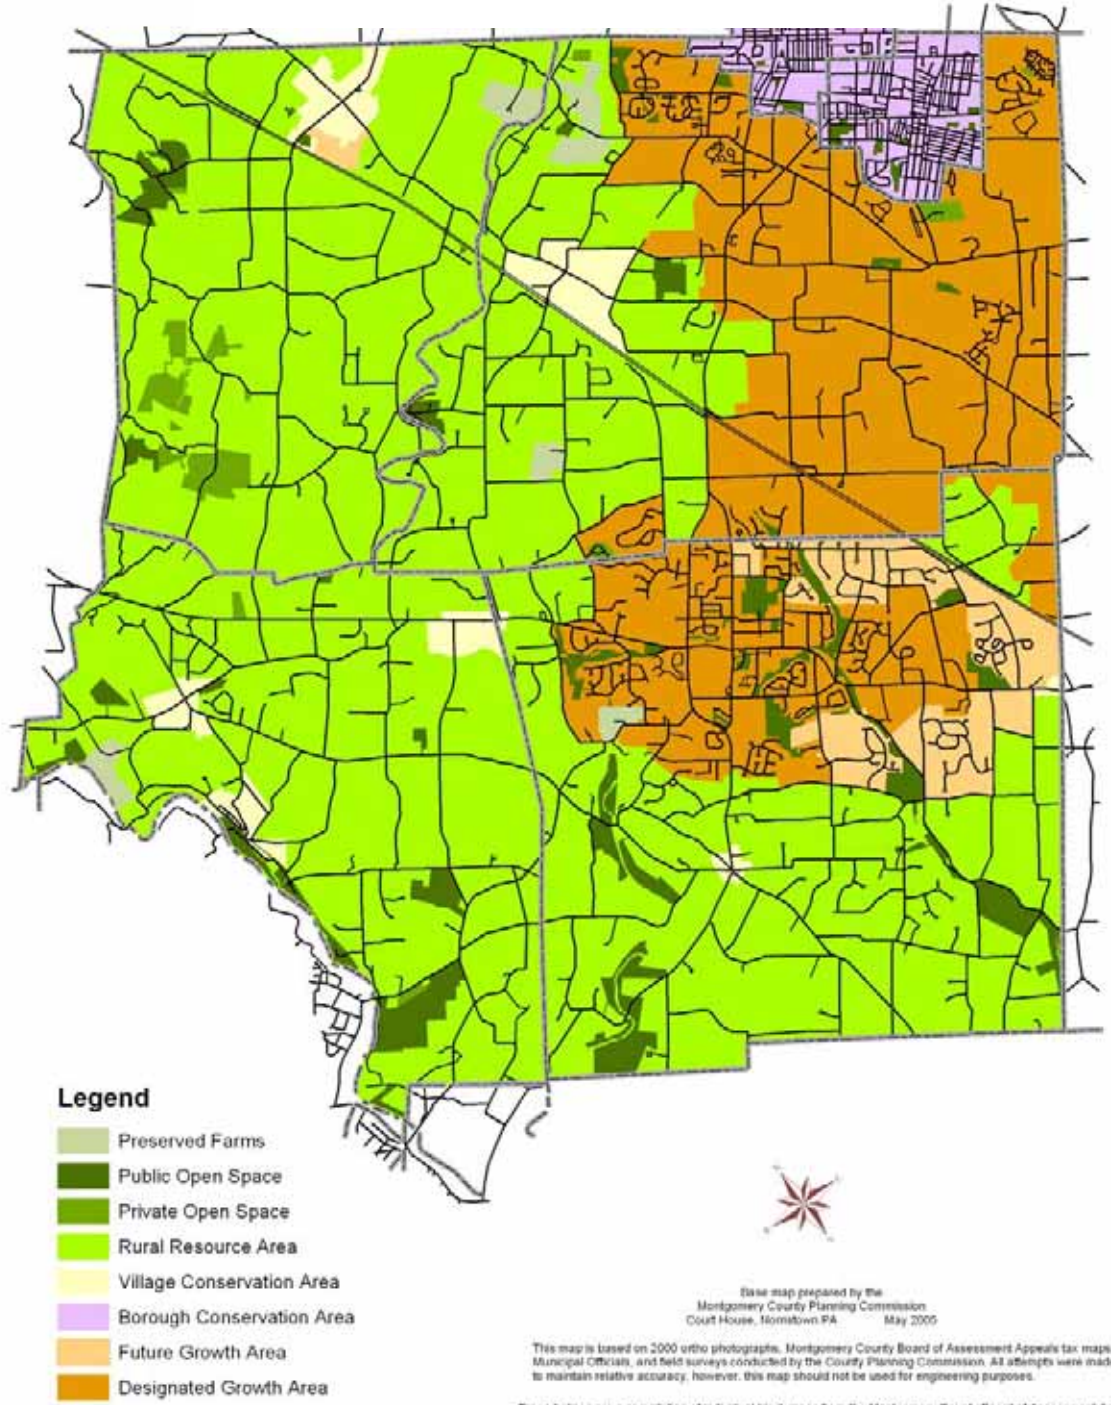 Legend
Preserved Farms
Public Open Space
Private Open Space
Rural Resource Area
Village Conservation Area
Borough Conservation Area
Future Growth Area
Designated Growth Area
Base map prepared by the
Montgomery County Planning Commission
Court House, Norristown PA May 2005
This map is based on 2000 ortho photographs, Montgomery County Board of Assessment Appeals tax maps,
Municipal Officials, and field surveys conducted by the County Planning Commission. All attempts were made
to maintain relative accuracy, however, this map should not be used for engineering purposes.